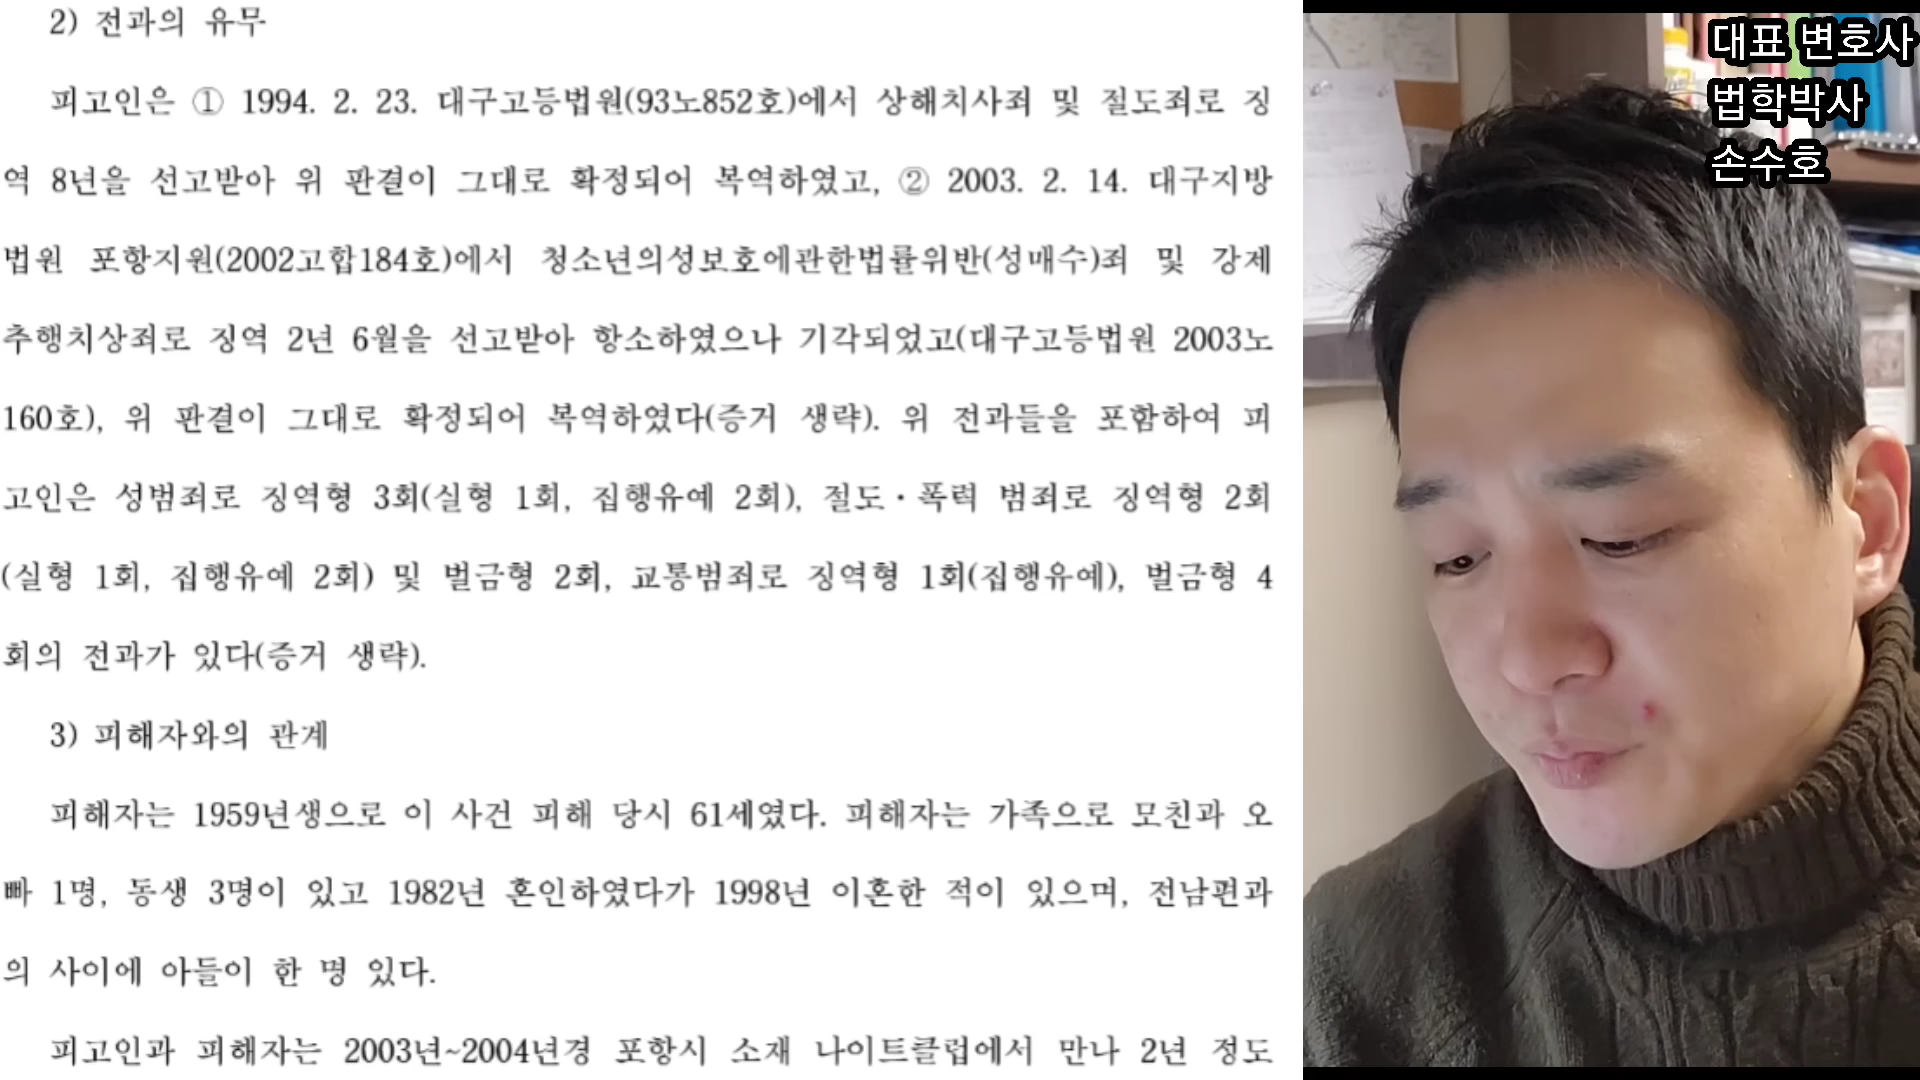 2) 전과의 유무
피고인은 ① 1994. 2. 23. 대구고등법원(93노852호)에서 상해치사죄 및 절도죄로 징
역 8년을 선고받아 위 판결이 그대로 확정되어 복역하였고, ② 2003. 2. 14. 대구지방
법원 포항지원(2002고합184호)에서 청소년의성보호에관한법률위반(성매수)죄 및 강제
추행치상죄로 징역 2년 6월을 선고받아 항소하였으나 기각되었고(대구고등법원 2003노
160호), 위 판결이 그대로 확정되어 복역하였다(증거 생략). 위 전과들을 포함하여 피
고인은 성범죄로 징역형 3회(실형 1회, 집행유예 2회), 절도·폭력 범죄로 징역형 2회
(실형 1회, 집행유예 2회) 및 벌금형 2회, 교통범죄로 징역형 1회(집행유예), 벌금형 4
회의 전과가 있다(증거 생략).
3) 피해자와의 관계
피해자는 1959년생으로 이 사건 피해 당시 61세였다. 피해자는 가족으로 모친과 오
빠 1명, 동생 3명이 있고 1982년 혼인하였다가 1998년 이혼한 적이 있으며, 전남편과
의 사이에 아들이 한 명 있다.
피고인과 피해자는 2003년~2004년경 포항시 소재 나이트클럽에서 만나 2년 정도
대표 변호사
법학박사
손수호